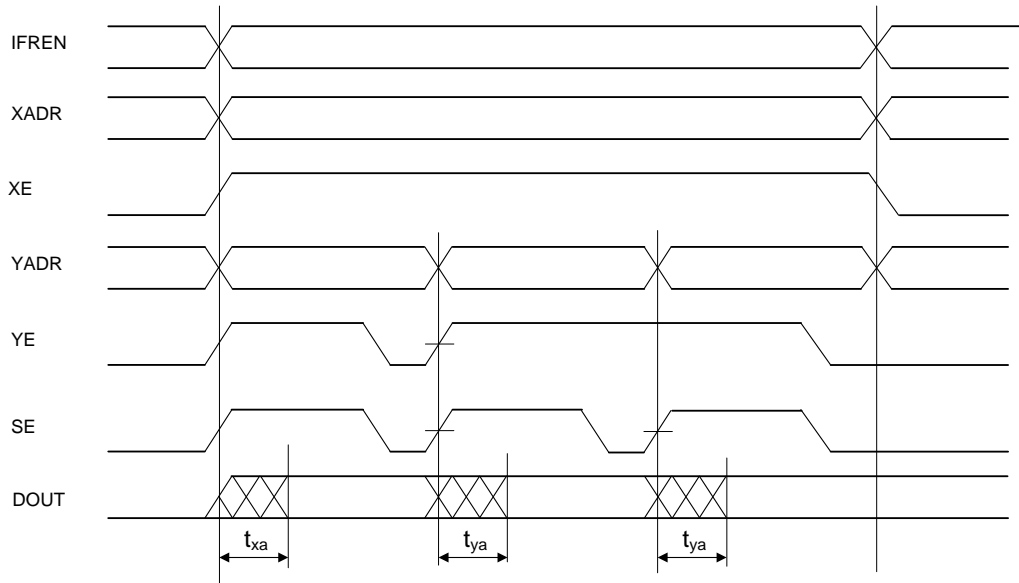 IFREN
XADR
XE
YADR
YE
SE
DOUT
txa tya tya